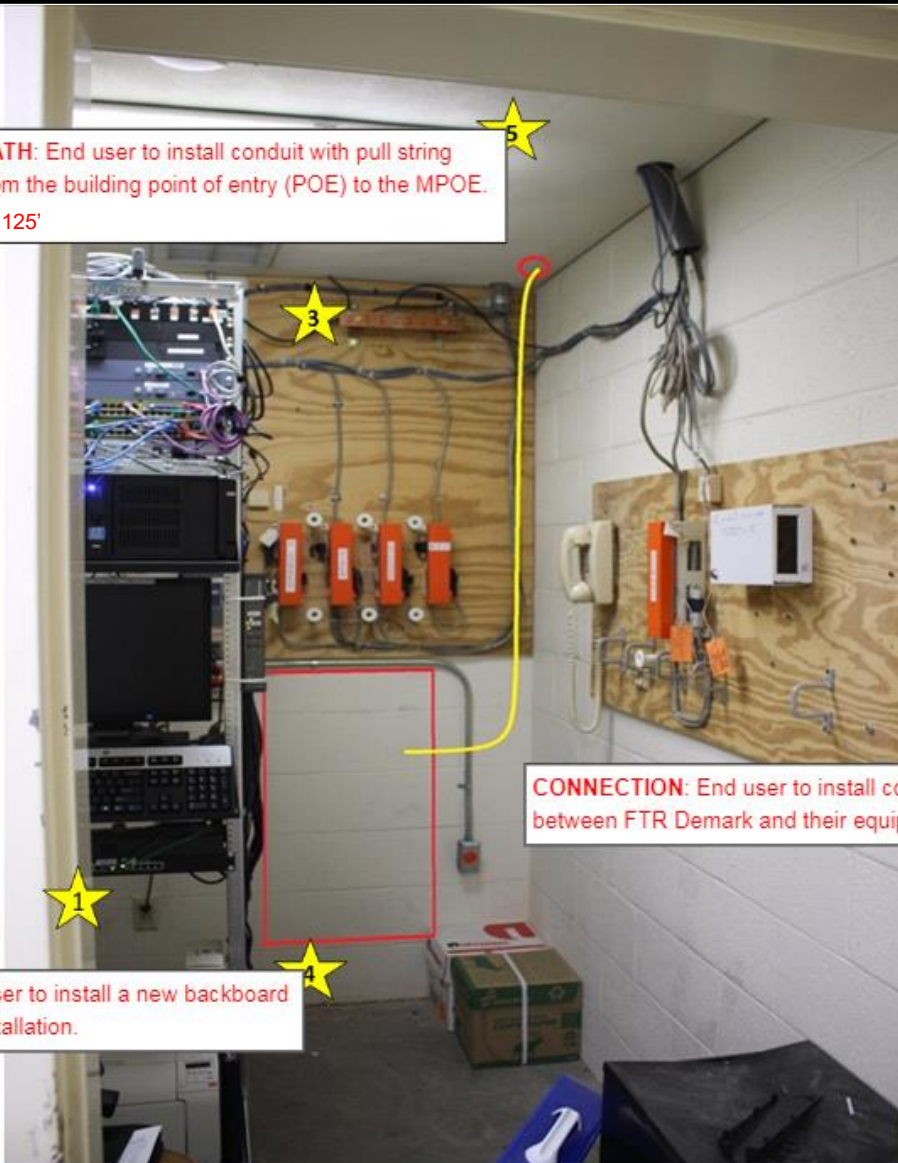 5
ATH: End user to install conduit with pull string
om the building point of entry (POE) to the MPOE.
125'
3
CONNECTION: End user to install co
between FTR Demark and their equip
1
4
ser to install a new backboard
tallation.